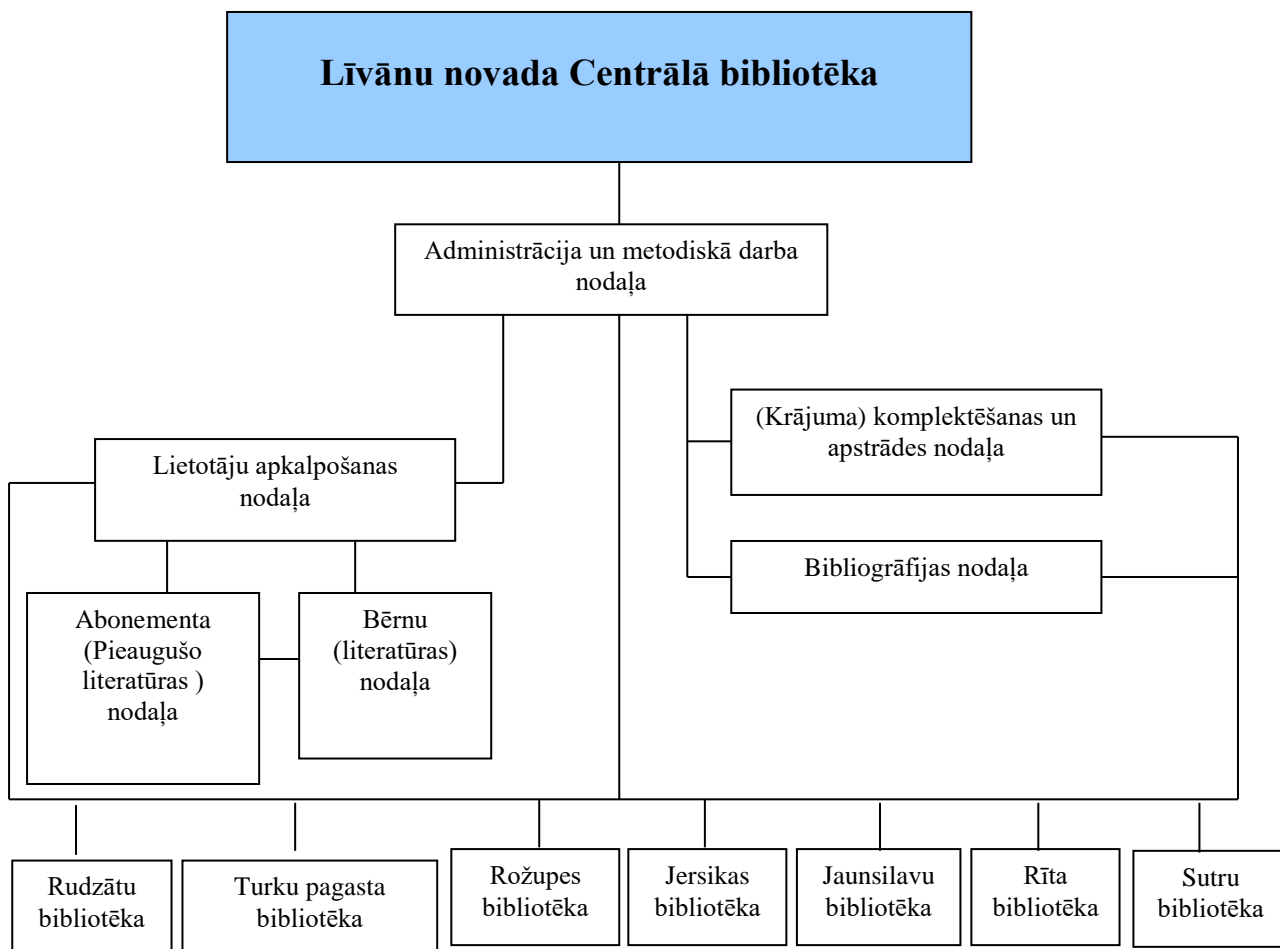 Līvānu novada Centrālā bibliotēka
Administrācija un metodiskā darba
nodaļa
(Krājuma) komplektēšanas un
apstrādes nodaļa
Lietotāju apkalpošanas
nodaļa
Bibliogrāfijas nodaļa
Abonementa
(Pieaugušo
literatūras )
nodaļa
Bērnu
(literatūras)
nodaļa
Rudzātu
bibliotēka
Turku pagasta
bibliotēka
Rožupes
bibliotēka
Jersikas
bibliotēka
Jaunsilavu
bibliotēka
Rīta
bibliotēka
Sutru
bibliotēka